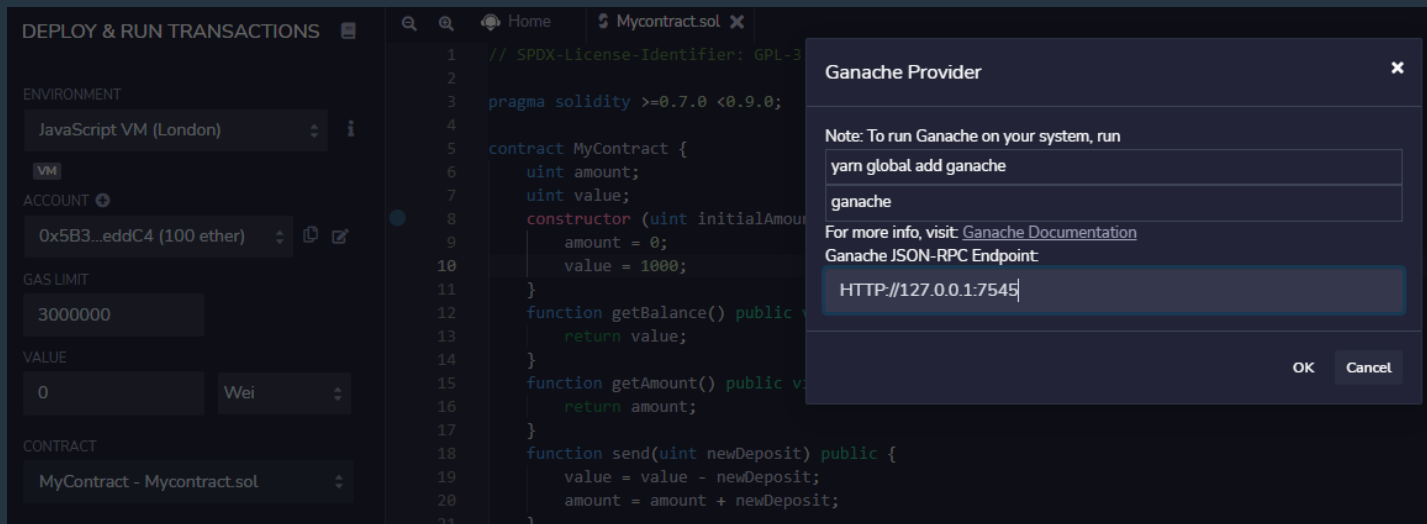 DEPLOY & RUN TRANSACTIONS
ENVIRONMENT
JavaScript VM (London)
VM
ACCOUNT
0x5B3...eddC4 (100 ether)
GAS LIMIT
3000000
VALUE
0
Wei
CONTRACT
MyContract - Mycontract.sol
Home
Mycontract.sol
1 // SPDX-License-Identifier: GPL-3
2
3 pragma solidity >=0.7.0 <0.9.0;
4
5 contract MyContract {
6 uint amount;
7 uint value;
8 constructor (uint initialAmou
9 amount = 0;
10 value = 1000;
11 }
12 function getBalance() public v
13 return value;
14 }
15 function getAmount() public vi
16 return amount;
17 }
18 function send(uint newDeposit) public {
19 value = value - newDeposit;
20 amount = amount + newDeposit;
21 }
Ganache Provider
Note: To run Ganache on your system, run
yarn global add ganache
ganache
For more info, visit: Ganache Documentation
Ganache JSON-RPC Endpoint:
HTTP://127.0.0.1:7545
OK
Cancel